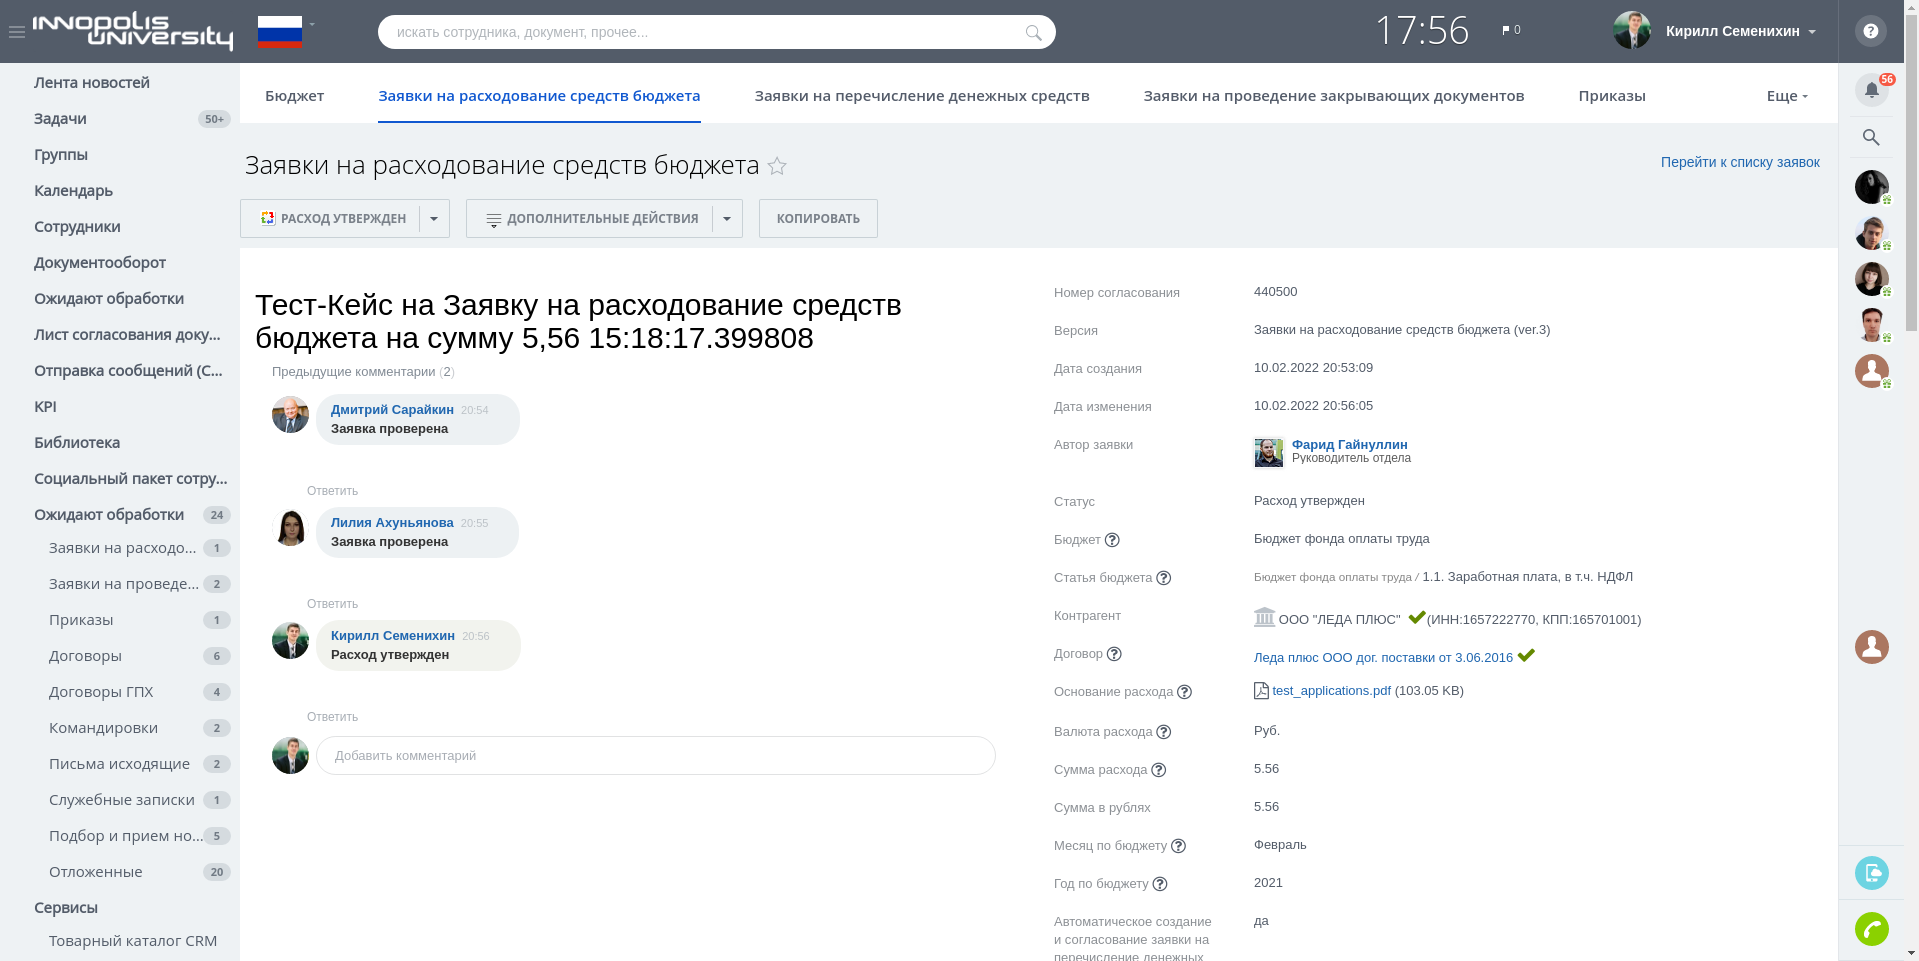 INNOPOLIS
UNIVERSITY
искать сотрудника, документ, прочее...
17:56
0
Кирилл Семенихин
?
Лента новостей
Задачи 50+
Группы
Календарь
Сотрудники
Документооборот
Ожидают обработки
Лист согласования доку...
Отправка сообщений (С...
KPI
Библиотека
Социальный пакет сотру...
Ожидают обработки 24
Заявки на расходо... 1
Заявки на проведе... 2
Приказы 1
Договоры 6
Договоры ГПХ 4
Командировки 2
Письма исходящие 2
Служебные записки 1
Подбор и прием но... 5
Отложенные 20
Сервисы
Товарный каталог CRM
Бюджет Заявки на расходование средств бюджета Заявки на перечисление денежных средств Заявки на проведение закрывающих документов Приказы Еще
Заявки на расходование средств бюджета
Перейти к списку заявок
РАСХОД УТВЕРЖДЕН ДОПОЛНИТЕЛЬНЫЕ ДЕЙСТВИЯ КОПИРОВАТЬ
Тест-Кейс на Заявку на расходование средств
бюджета на сумму 5,56 15:18:17.399808
Предыдущие комментарии (2)
Дмитрий Сарайкин 20:54
Заявка проверена
Ответить
Лилия Ахуньянова 20:55
Заявка проверена
Ответить
Кирилл Семенихин 20:56
Расход утвержден
Ответить
Добавить комментарий
Номер согласования 440500
Версия Заявки на расходование средств бюджета (ver.3)
Дата создания 10.02.2022 20:53:09
Дата изменения 10.02.2022 20:56:05
Автор заявки Фарид Гайнуллин
Руководитель отдела
Статус Расход утвержден
Бюджет ? Бюджет фонда оплаты труда
Статья бюджета ? Бюджет фонда оплаты труда / 1.1. Заработная плата, в т.ч. НДФЛ
Контрагент ООО "ЛЕДА ПЛЮС" (ИНН:1657222770, КПП:165701001)
Договор ? Леда плюс ООО дог. поставки от 3.06.2016
Основание расхода ? test_applications.pdf (103.05 KB)
Валюта расхода ? Руб.
Сумма расхода ? 5.56
Сумма в рублях 5.56
Месяц по бюджету ? Февраль
Год по бюджету ? 2021
Автоматическое создание да
и согласование заявки на
перечисление денежных
56